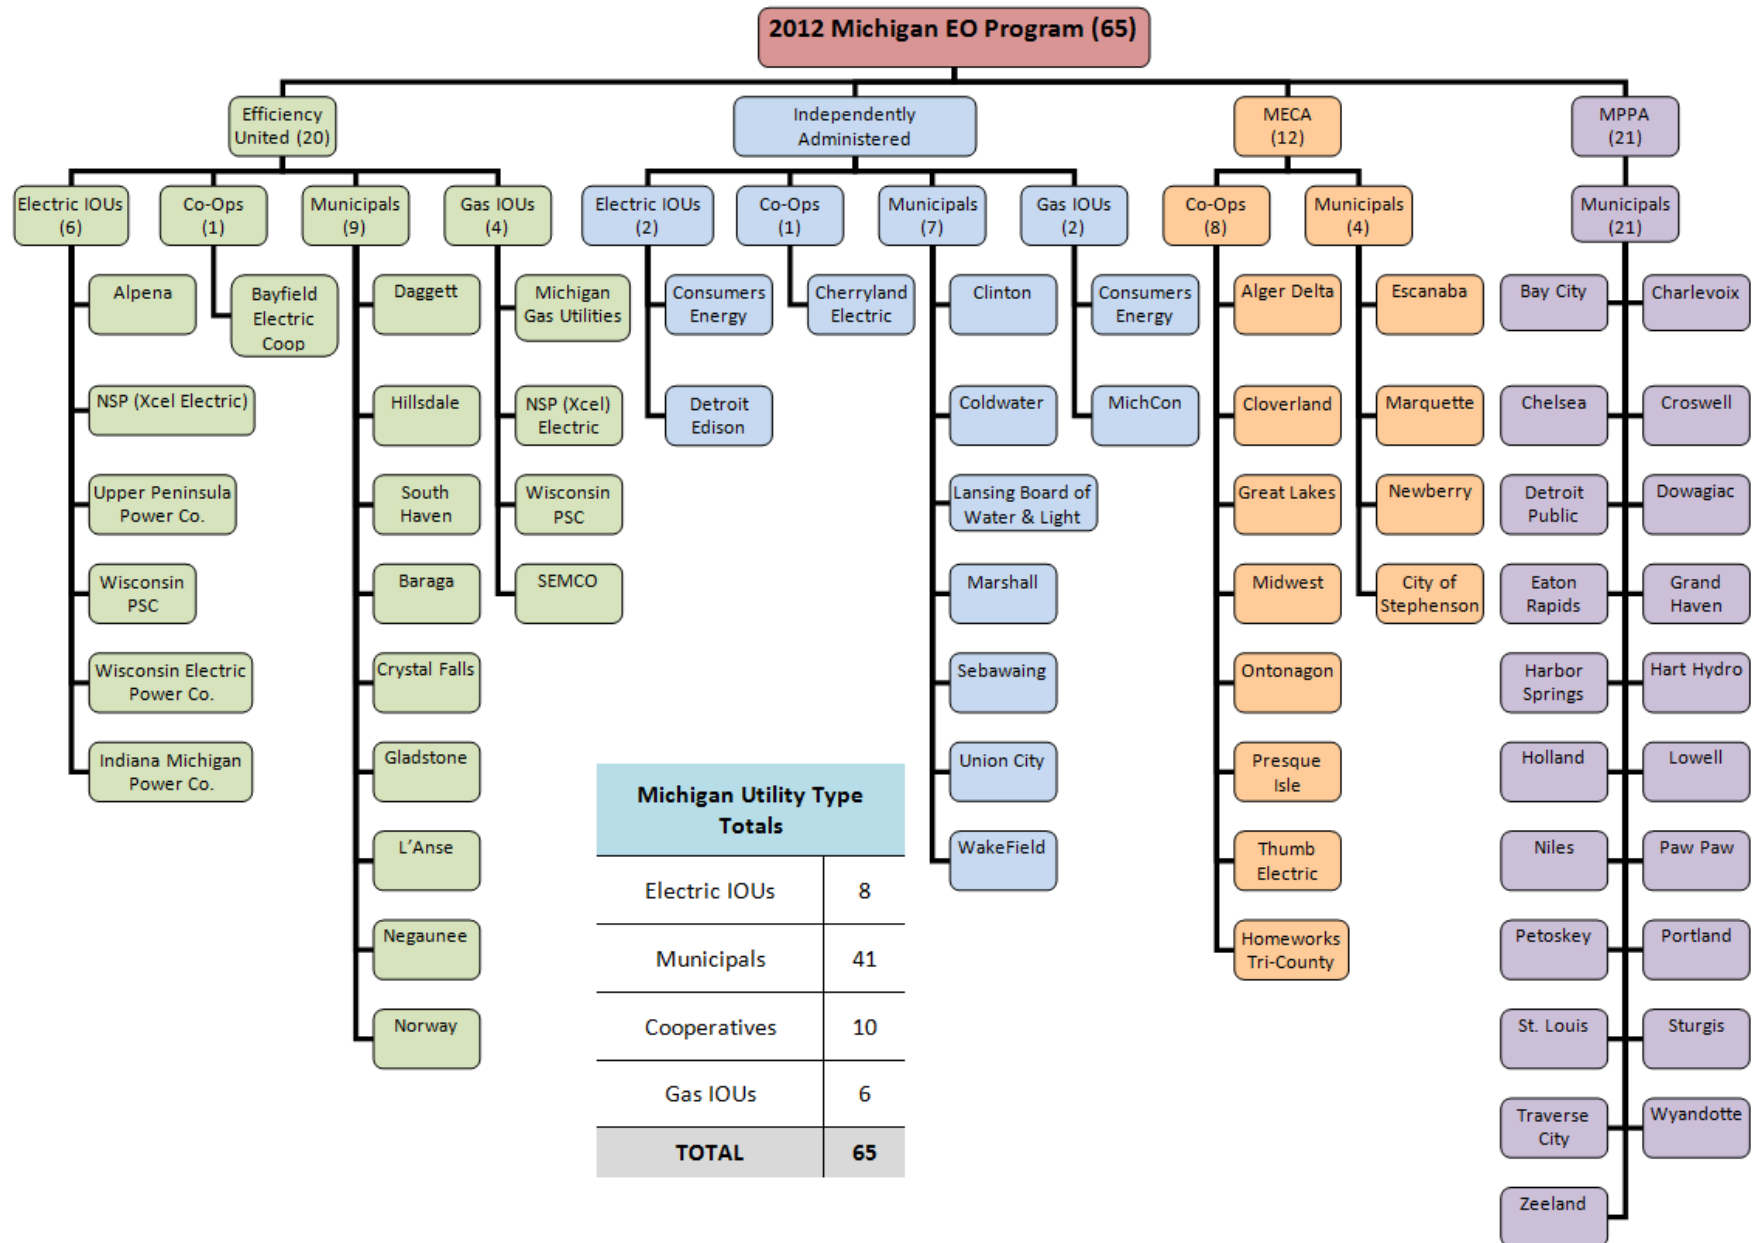 2012 Michigan EO Program (65)
Efficiency
United (20)
Independently
Administered
MECA
(12)
MPPA
(21)
Electric IOUs
(6)
Co-Ops
(1)
Municipals
(9)
Gas IOUs
(4)
Electric IOUs
(2)
Co-Ops
(1)
Municipals
(7)
Gas IOUs
(2)
Co-Ops
(8)
Municipals
(4)
Municipals
(21)
Alpena
NSP (Xcel Electric)
Upper Peninsula
Power Co.
Wisconsin
PSC
Wisconsin Electric
Power Co.
Indiana Michigan
Power Co.
Bayfield
Electric
Coop
Daggett
Hillsdale
South
Haven
Baraga
Crystal Falls
Gladstone
L'Anse
Negaunee
Norway
Michigan
Gas Utilities
NSP (Xcel)
Electric
Wisconsin
PSC
SEMCO
Consumers
Energy
Detroit
Edison
Cherryland
Electric
Clinton
Coldwater
Lansing Board of
Water & Light
Marshall
Sebawaing
Union City
WakeField
Consumers
Energy
MichCon
Alger Delta
Cloverland
Great Lakes
Midwest
Ontonagon
Presque
Isle
Thumb
Electric
Homeworks
Tri-County
Escanaba
Marquette
Newberry
City of
Stephenson
Bay City
Charlevoix
Chelsea
Croswell
Detroit
Public
Dowagiac
Eaton
Rapids
Grand
Haven
Harbor
Springs
Hart Hydro
Holland
Lowell
Niles
Paw Paw
Petoskey
Portland
St. Louis
Sturgis
Traverse
City
Wyandotte
Zeeland
Michigan Utility Type
Totals
Electric IOUs 8
Municipals 41
Cooperatives 10
Gas IOUs 6
TOTAL 65